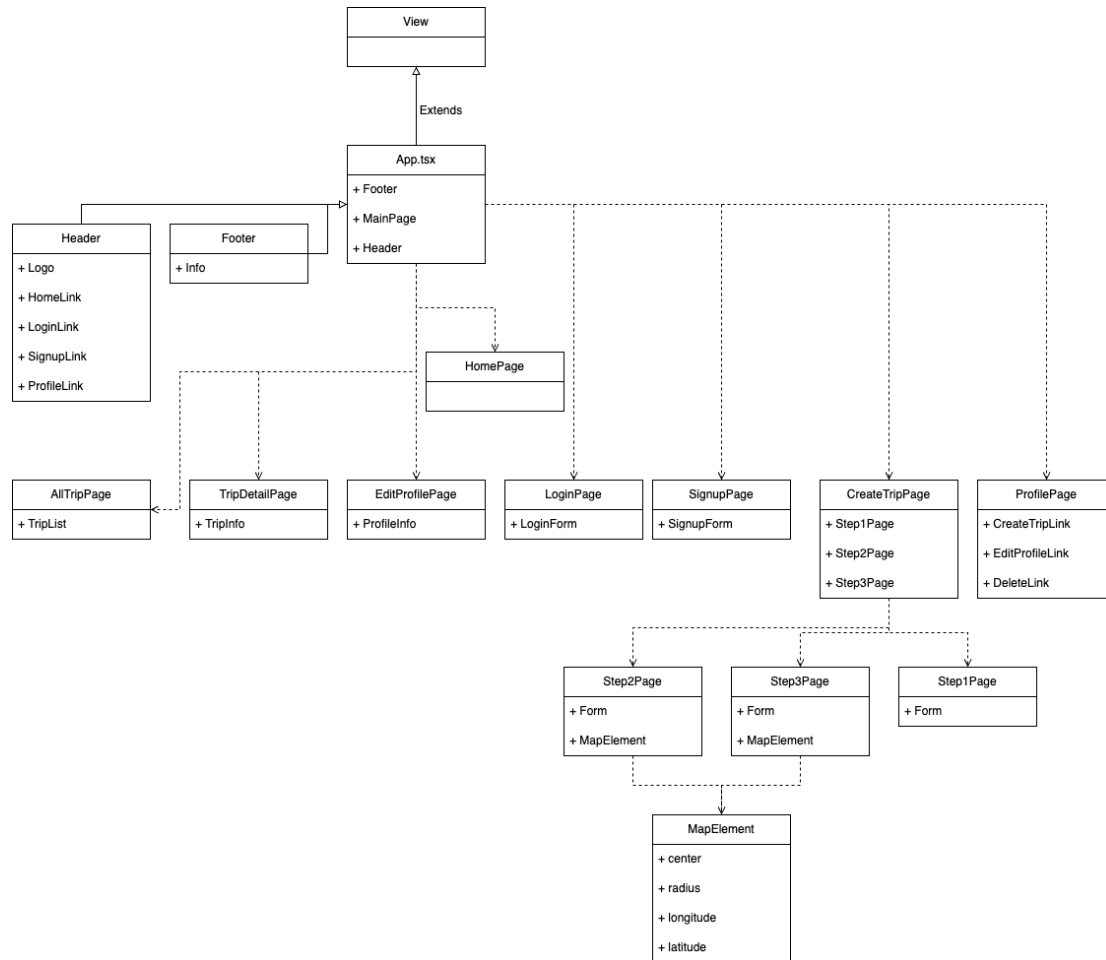 View
Extends
App.tsx
+ Footer
+ MainPage
+ Header
Header
+ Logo
+ HomeLink
+ LoginLink
+ SignupLink
+ ProfileLink
Footer
+ Info
HomePage
AllTripPage
+ TripList
TripDetailPage
+ TripInfo
EditProfilePage
+ ProfileInfo
LoginPage
+ LoginForm
SignupPage
+ SignupForm
CreateTripPage
+ Step1Page
+ Step2Page
+ Step3Page
ProfilePage
+ CreateTripLink
+ EditProfileLink
+ DeleteLink
Step2Page
+ Form
+ MapElement
Step3Page
+ Form
+ MapElement
Step1Page
+ Form
MapElement
+ center
+ radius
+ longitude
+ latitude